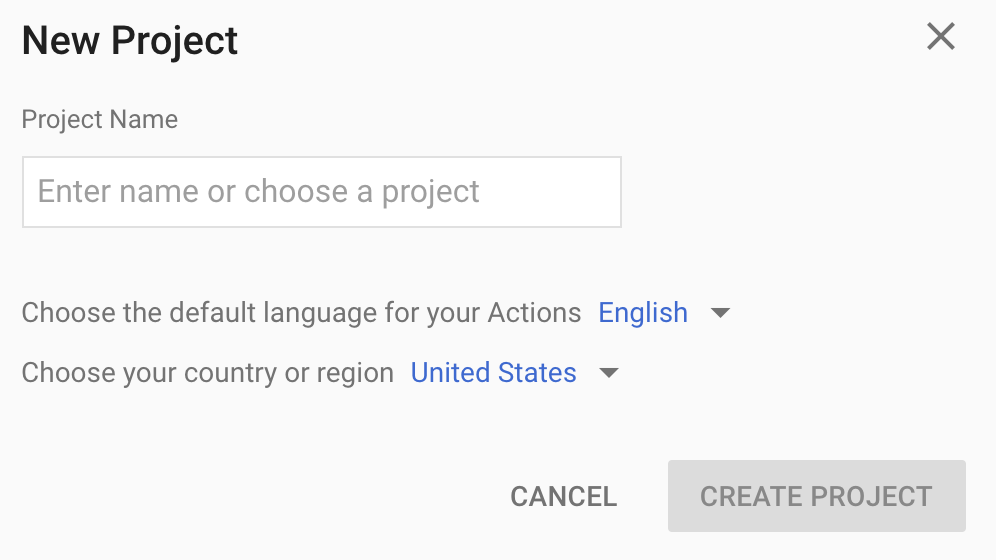 New Project
Project Name
Enter name or choose a project
Choose the default language for your Actions English
Choose your country or region United States
CANCEL CREATE PROJECT